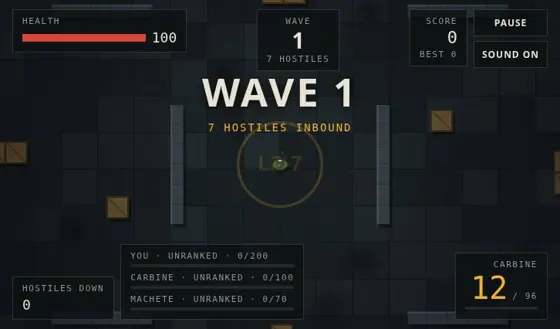 HEALTH
100
WAVE
1
7 HOSTILES
SCORE
0
BEST 0
PAUSE
SOUND ON
WAVE 1
7 HOSTILES INBOUND
YOU · UNRANKED · 0/200
CARBINE · UNRANKED · 0/100
MACHETE · UNRANKED · 0/70
HOSTILES DOWN
0
CARBINE
12 / 96